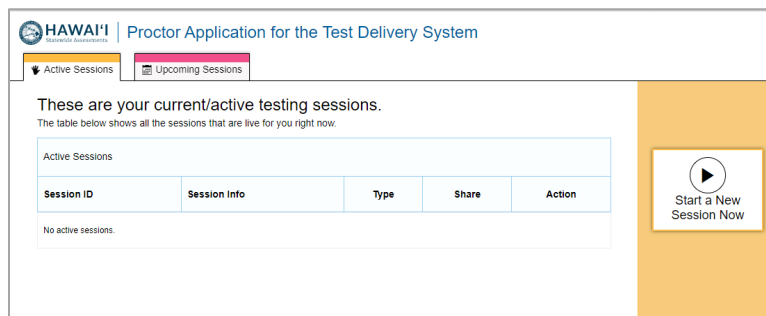 HAWAIʻI
Statewide Assessments
Proctor Application for the Test Delivery System
Active Sessions
Upcoming Sessions
These are your current/active testing sessions.
The table below shows all the sessions that are live for you right now.
Active Sessions
Session ID Session Info Type Share Action
No active sessions.
Start a New
Session Now